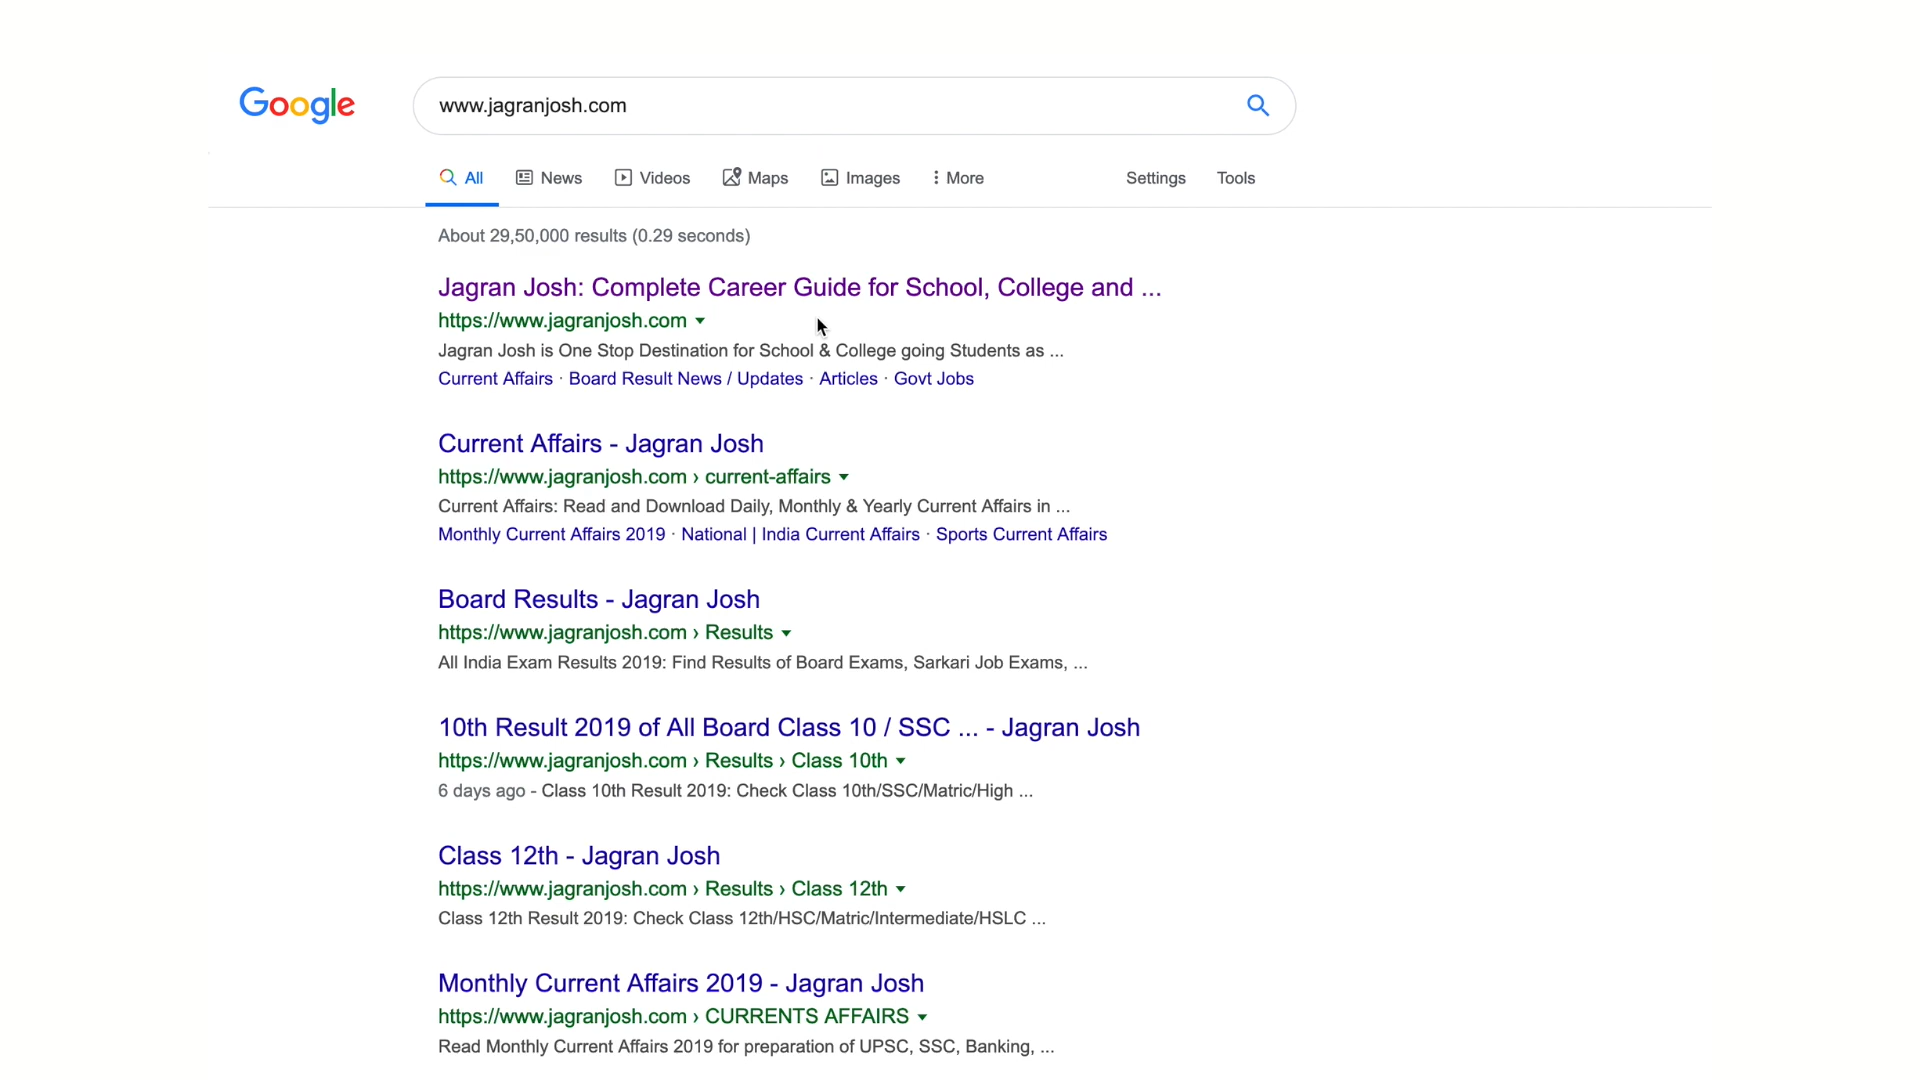 Google www.jagranjosh.com
All News Videos Maps Images More Settings Tools
About 29,50,000 results (0.29 seconds)
Jagran Josh: Complete Career Guide for School, College and ...
https://www.jagranjosh.com
Jagran Josh is One Stop Destination for School & College going Students as ...
Current Affairs · Board Result News / Updates · Articles · Govt Jobs
Current Affairs - Jagran Josh
https://www.jagranjosh.com › current-affairs
Current Affairs: Read and Download Daily, Monthly & Yearly Current Affairs in ...
Monthly Current Affairs 2019 · National | India Current Affairs · Sports Current Affairs
Board Results - Jagran Josh
https://www.jagranjosh.com › Results
All India Exam Results 2019: Find Results of Board Exams, Sarkari Job Exams, ...
10th Result 2019 of All Board Class 10 / SSC ... - Jagran Josh
https://www.jagranjosh.com › Results › Class 10th
6 days ago - Class 10th Result 2019: Check Class 10th/SSC/Matric/High ...
Class 12th - Jagran Josh
https://www.jagranjosh.com › Results › Class 12th
Class 12th Result 2019: Check Class 12th/HSC/Matric/Intermediate/HSLC ...
Monthly Current Affairs 2019 - Jagran Josh
https://www.jagranjosh.com › CURRENTS AFFAIRS
Read Monthly Current Affairs 2019 for preparation of UPSC, SSC, Banking, ...